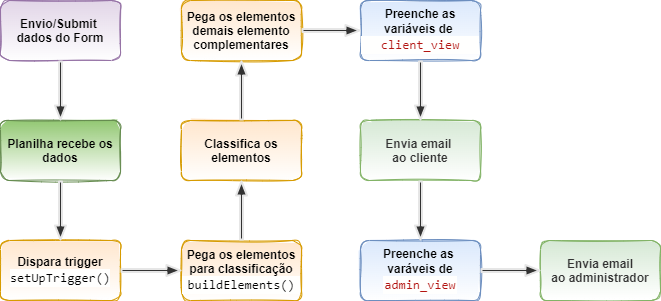 Envio/Submit
dados do Form
Planilha recebe os
dados
Dispara trigger
setUpTrigger()
Pega os elementos
para classificação
buildElements()
Classifica os
elementos
Pega os elementos
demais elemento
complementares
Preenche as
variáveis de
client_view
Envia email
ao cliente
Preenche as
varáveis de
admin_view
Envia email
ao administrador